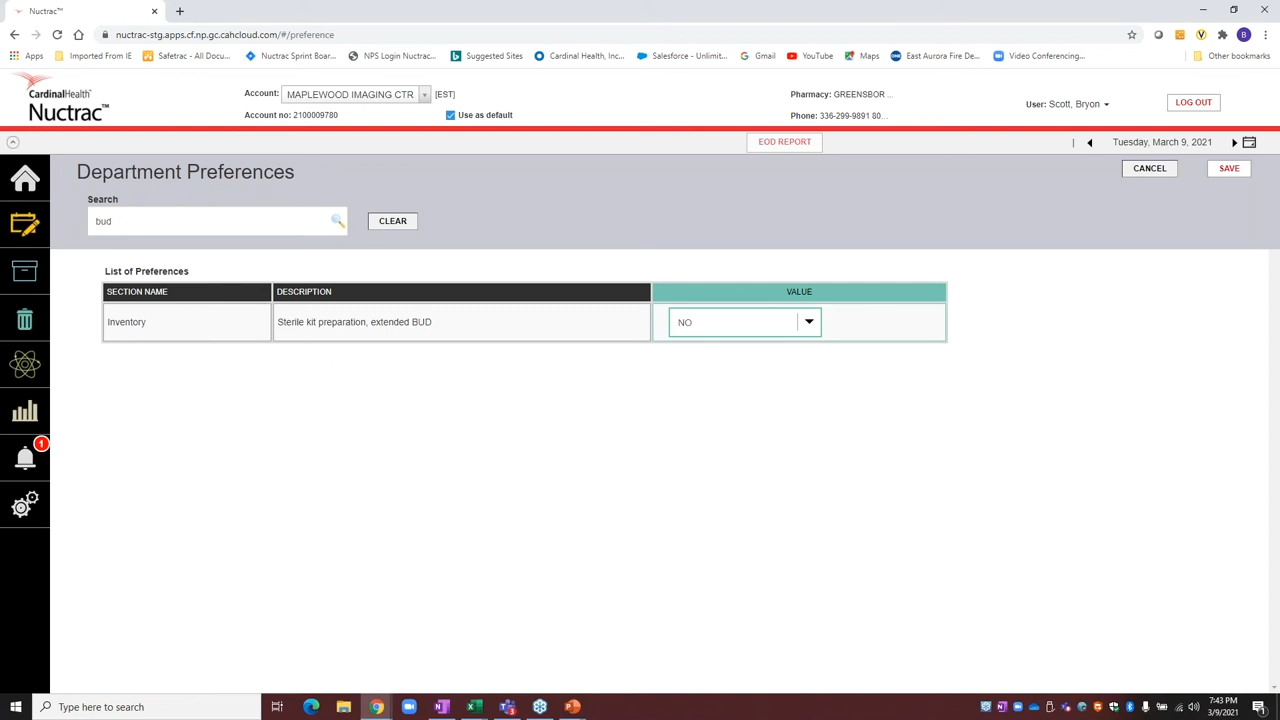 Nuctrac™
nuctrac-stg.apps.cf.np.gc.cahcloud.com/#/preference
Apps Imported From IE Safetrac - All Docu... Nuctrac Sprint Board... NPS Login Nuctrac... Suggested Sites Cardinal Health, Inc... Salesforce - Unlimit... Gmail YouTube Maps East Aurora Fire De... Video Conferencing... Other bookmarks
CardinalHealth™
Nuctrac™
Account: MAPLEWOOD IMAGING CTR [EST]
Account no: 2100009780 Use as default
Pharmacy: GREENSBOR ...
Phone: 336-299-9891 80...
User: Scott, Bryon
LOG OUT
EOD REPORT
Tuesday, March 9, 2021
Department Preferences
CANCEL SAVE
Search
bud
CLEAR
List of Preferences
SECTION NAME DESCRIPTION VALUE
Inventory Sterile kit preparation, extended BUD NO
1
Type here to search
7:43 PM
3/9/2021